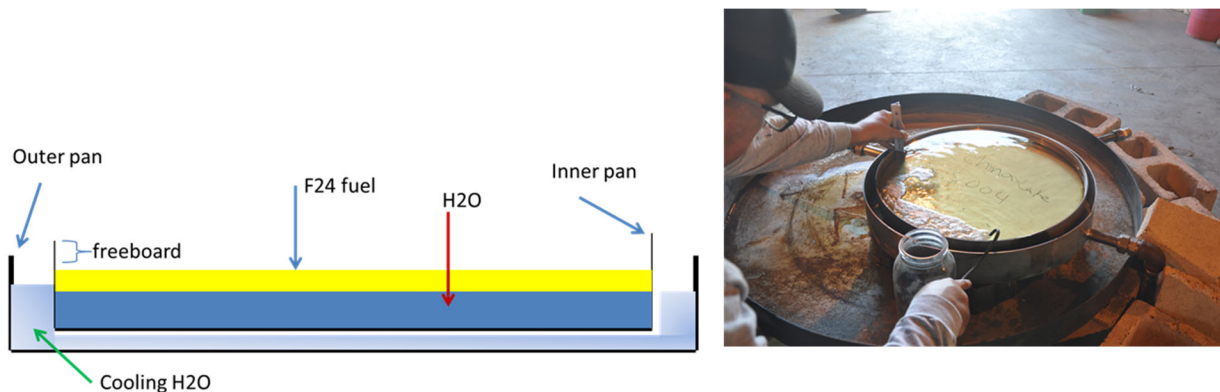 Outer pan
F24 fuel
H2O
Inner pan
freeboard
Cooling H2O